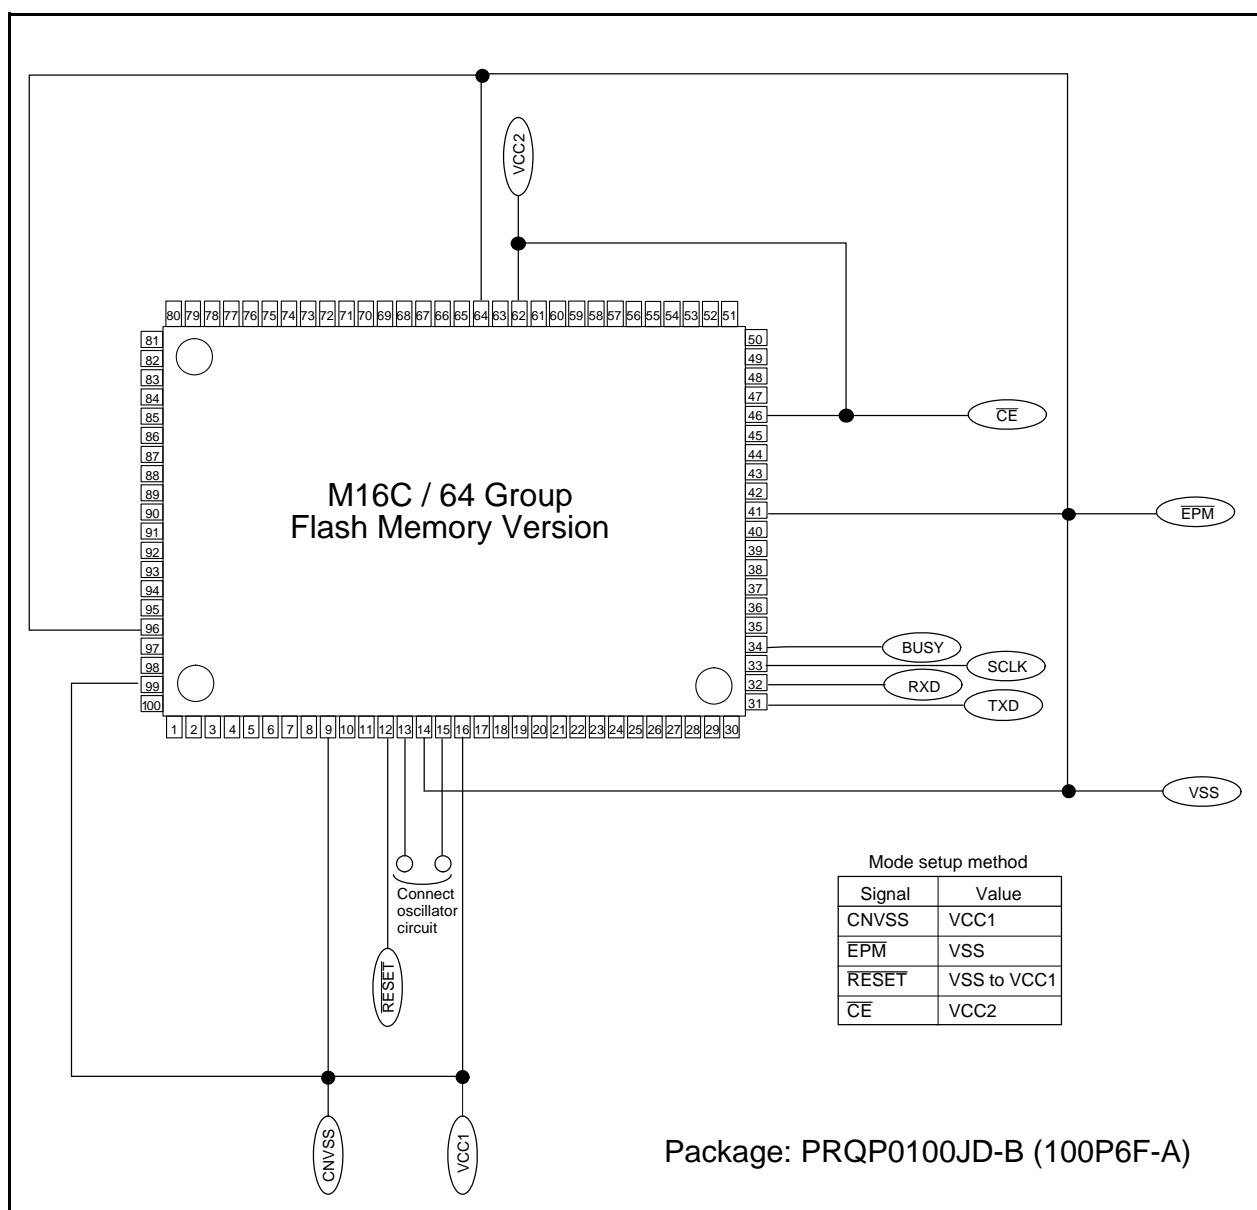 VCC2
80 79 78 77 76 75 74 73 72 71 70 69 68 67 66 65 64 63 62 61 60 59 58 57 56 55 54 53 52 51
81
82
83
84
85
86
87
88
89
90
91
92
93
94
95
96
97
98
99
100
M16C / 64 Group
Flash Memory Version
50
49
48
47
46
45
44
43
42
41
40
39
38
37
36
35
34
33
32
31
CE
EPM
BUSY
SCLK
RXD
TXD
1 2 3 4 5 6 7 8 9 10 11 12 13 14 15 16 17 18 19 20 21 22 23 24 25 26 27 28 29 30
VSS
Connect
oscillator
circuit
RESET
CNVSS
VCC1
Mode setup method
Signal Value
CNVSS VCC1
EPM VSS
RESET VSS to VCC1
CE VCC2
Package: PRQP0100JD-B (100P6F-A)